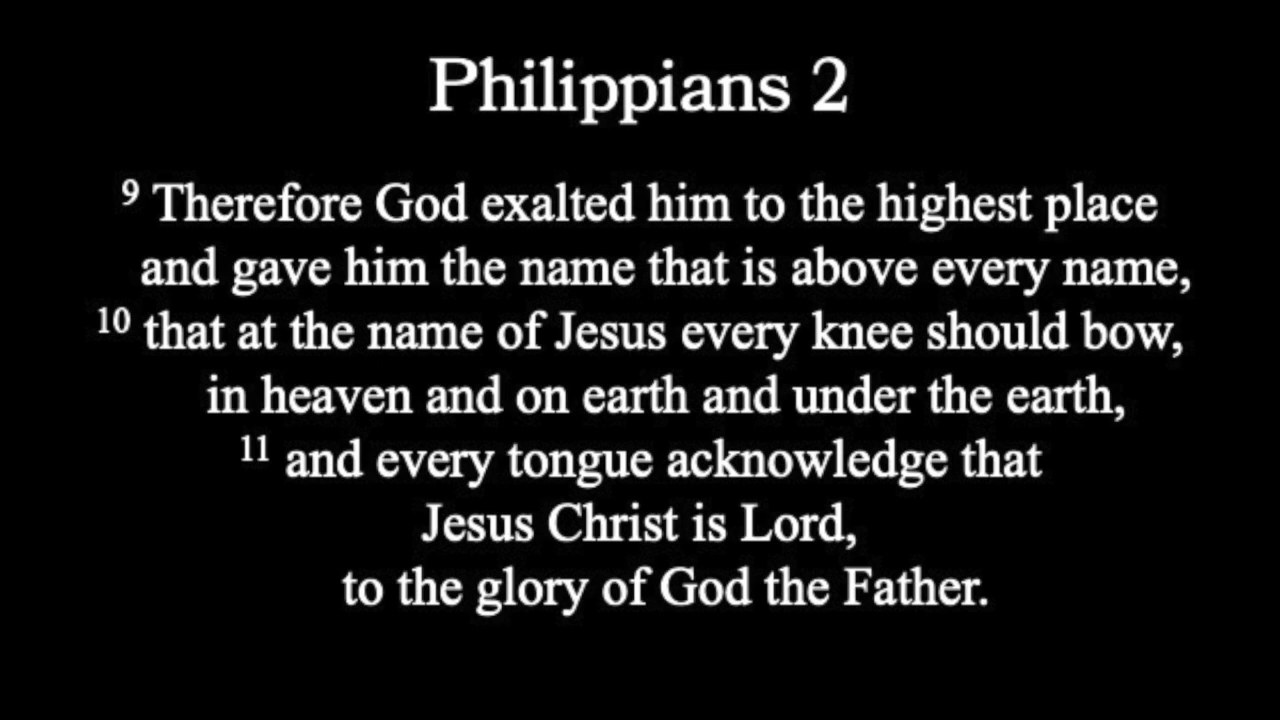 Philippians 2
9 Therefore God exalted him to the highest place
and gave him the name that is above every name,
10 that at the name of Jesus every knee should bow,
in heaven and on earth and under the earth,
11 and every tongue acknowledge that
Jesus Christ is Lord,
to the glory of God the Father.